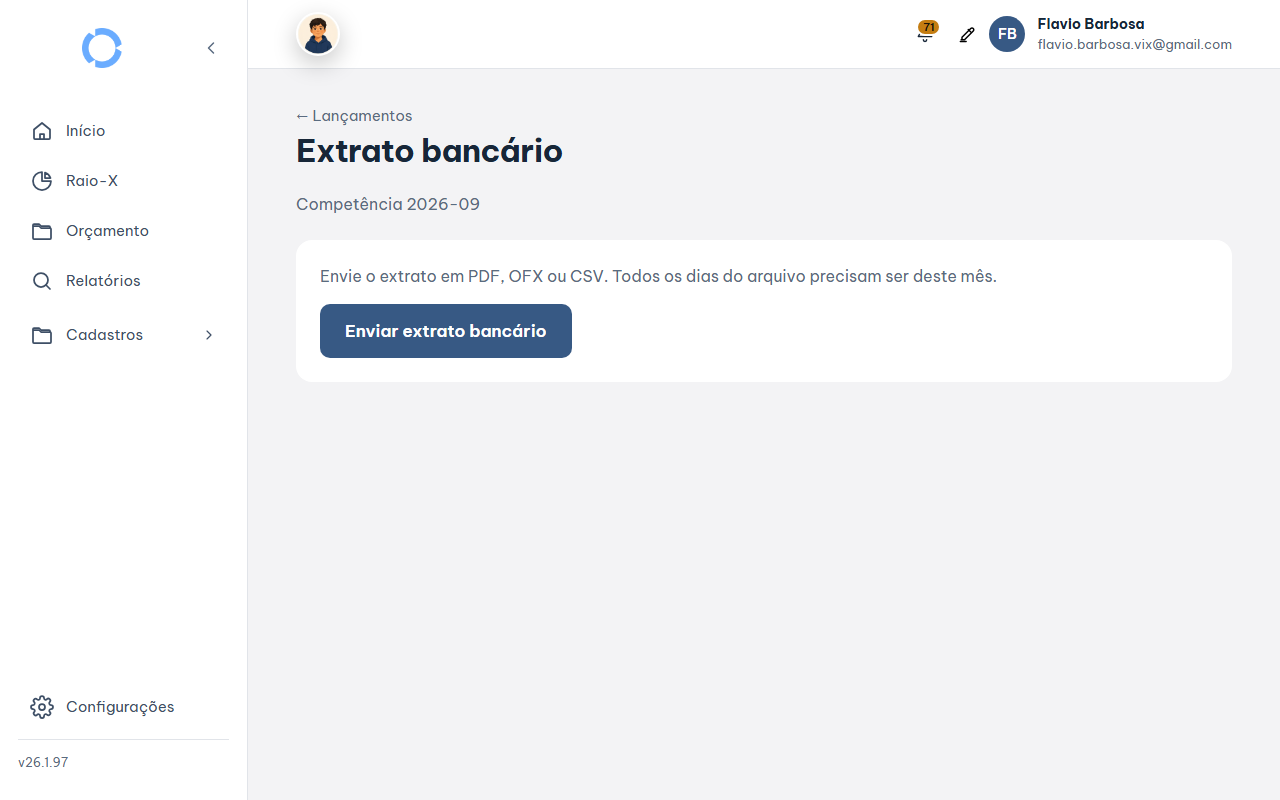 Início
Raio-X
Orçamento
Relatórios
Cadastros
Configurações
v26.1.97
71
FB
Flavio Barbosa
flavio.barbosa.vix@gmail.com
← Lançamentos
Extrato bancário
Competência 2026-09
Envie o extrato em PDF, OFX ou CSV. Todos os dias do arquivo precisam ser deste mês.
Enviar extrato bancário